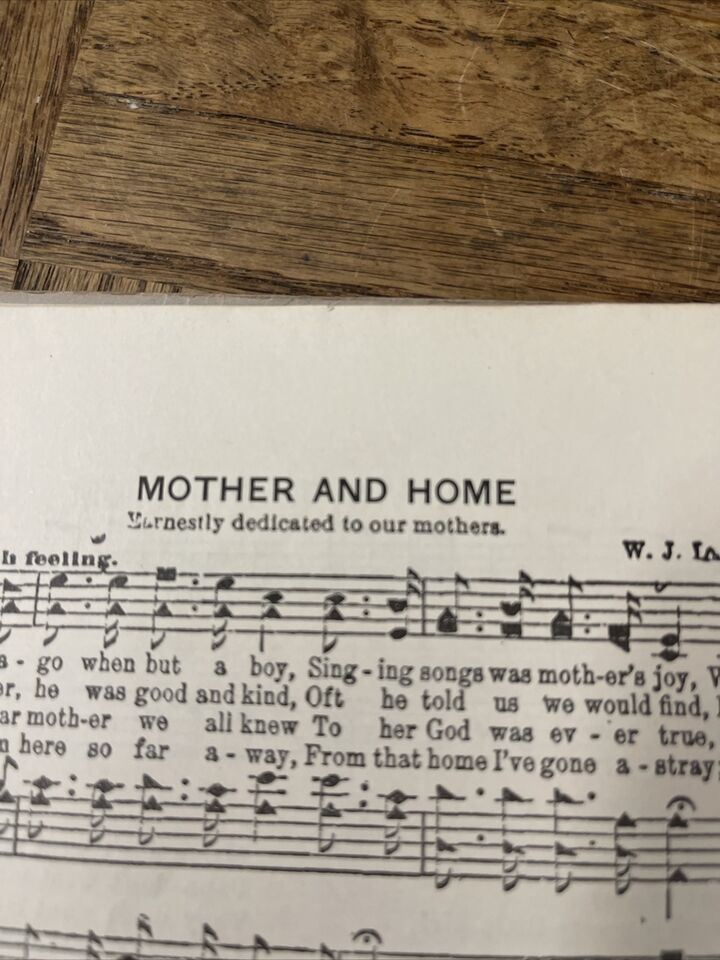 MOTHER AND HOME
Earnestly dedicated to our mothers.
feeling.
W. J.
a - go when but a boy, Sing - ing songs was moth-er's joy,
he was good and kind, Oft he told us we would find,
moth-er we all knew To her God was ev - er true,
here so far a - way, From that home I've gone a - stray;